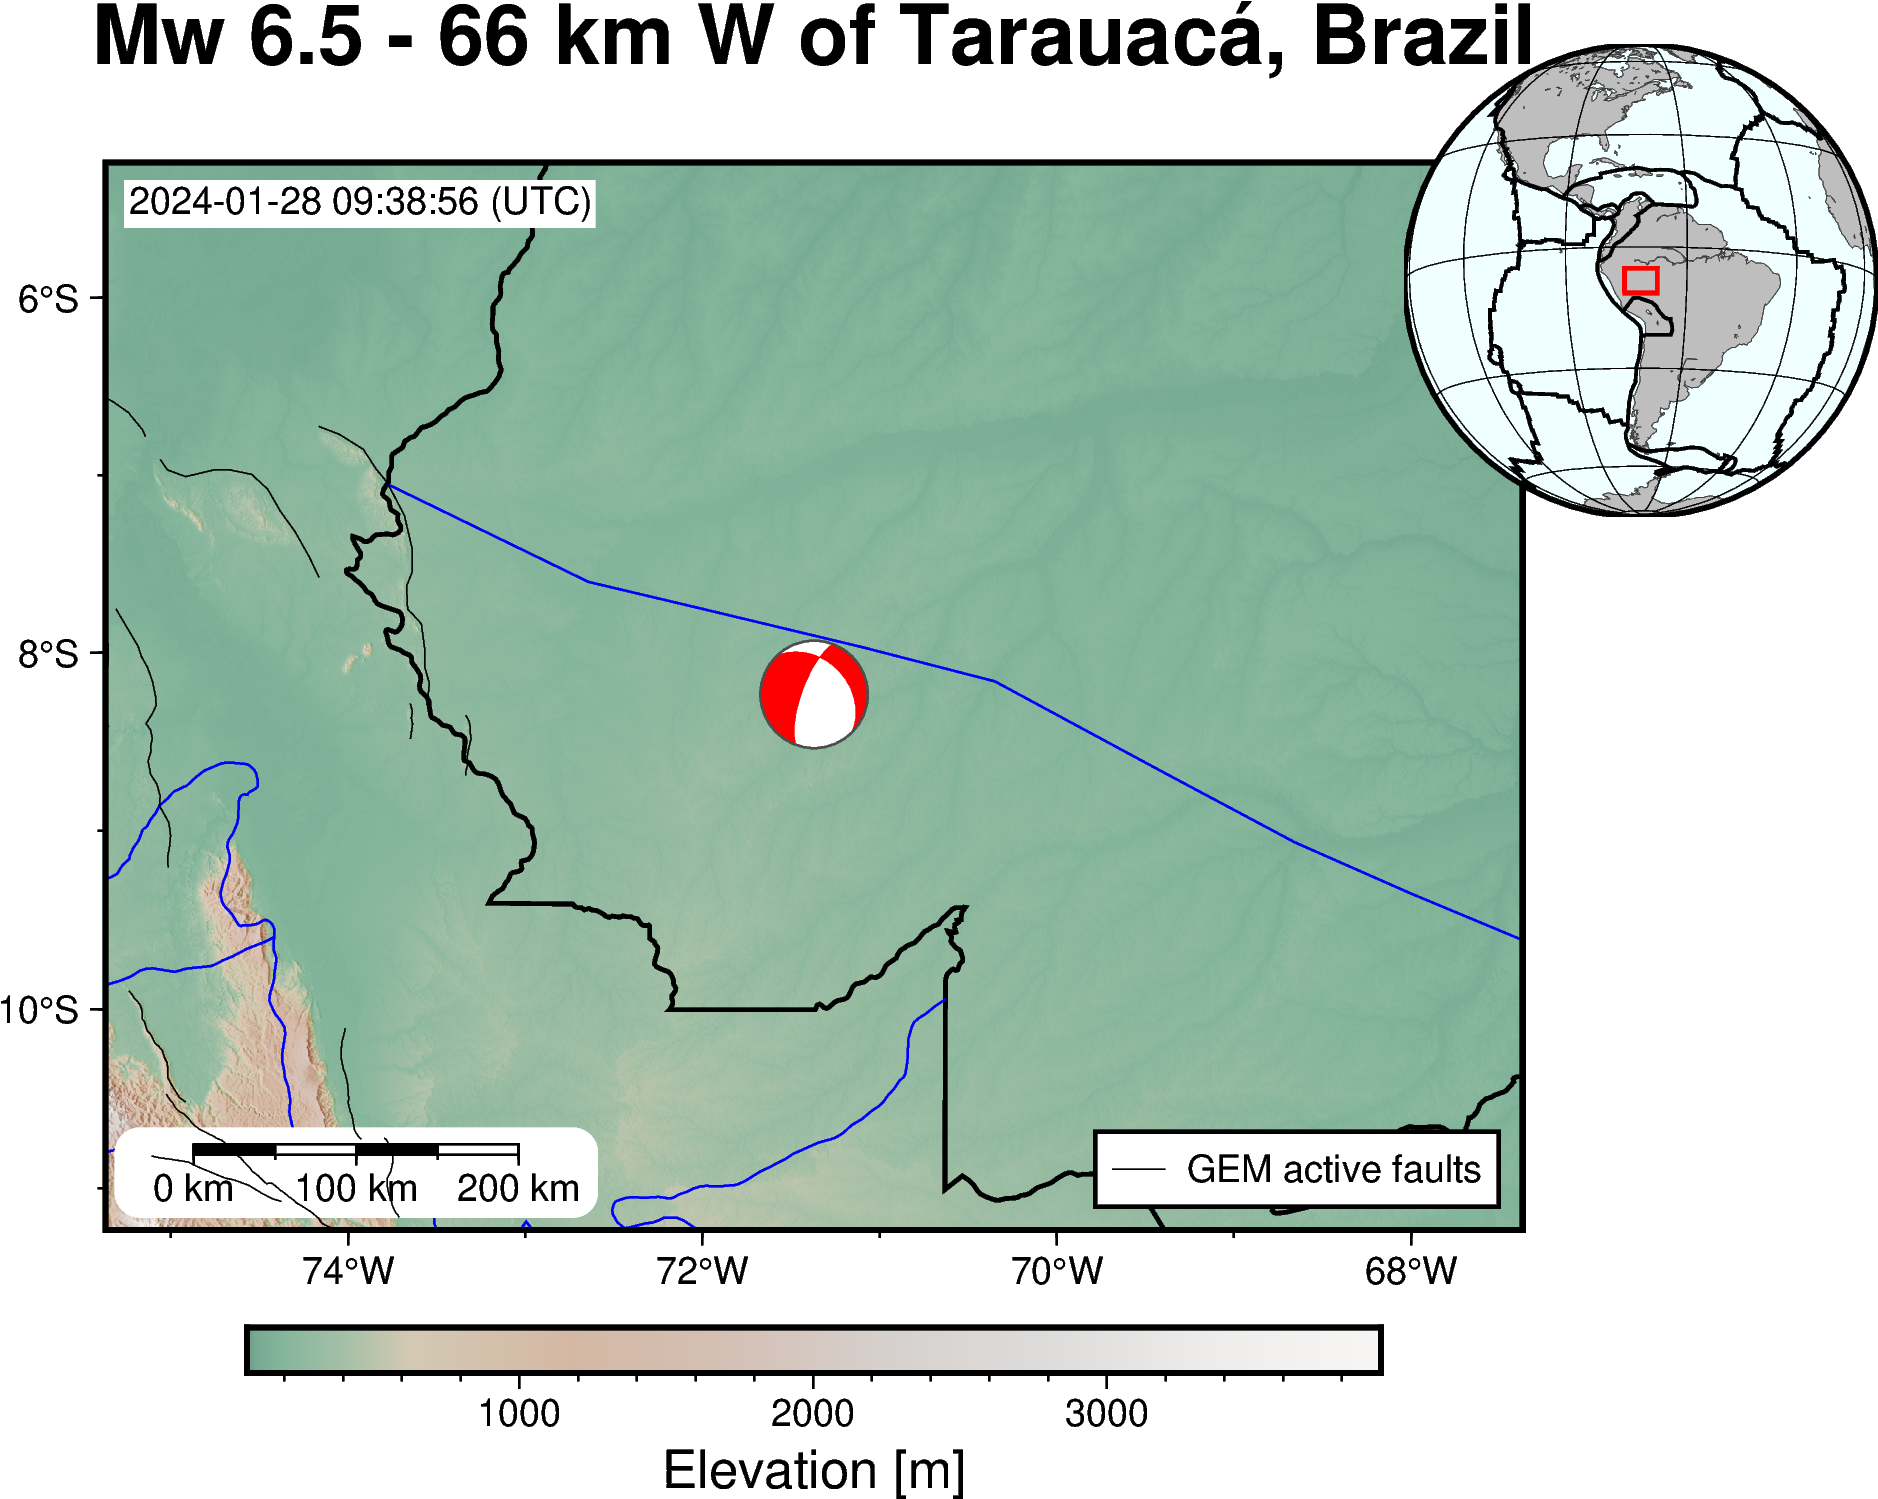 Mw 6.5 - 66 km W of Tarauacá, Brazil
2024-01-28 09:38:56 (UTC)
6°S
8°S
10°S
0 km 100 km 200 km
GEM active faults
74°W 72°W 70°W 68°W
1000 2000 3000
Elevation [m]